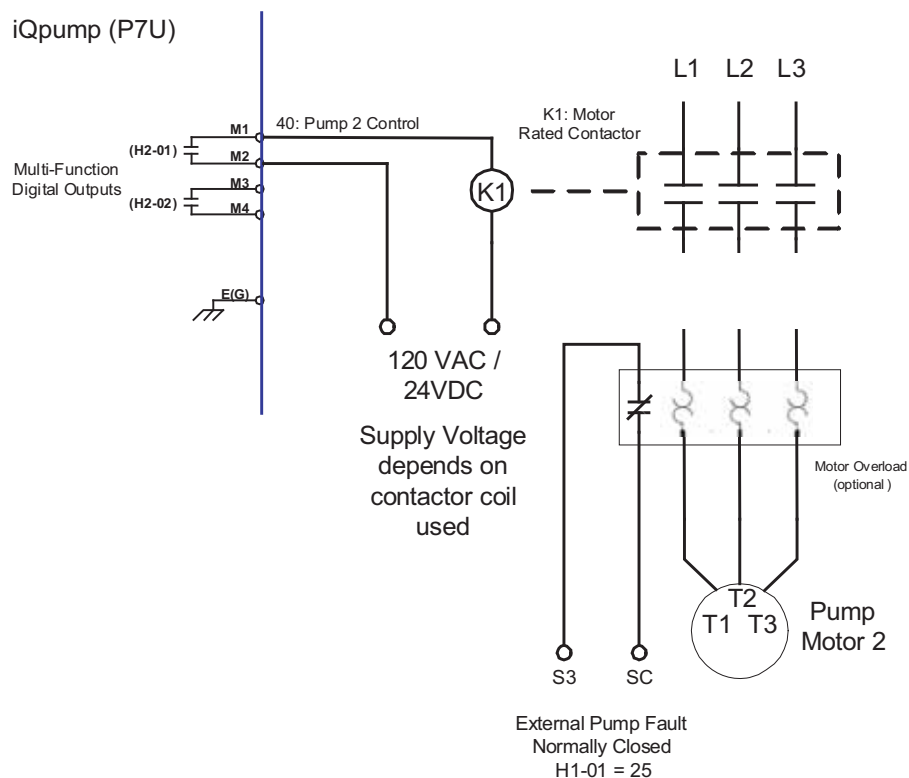 iQpump (P7U)
L1 L2 L3
K1: Motor
Rated Contactor
M1
40: Pump 2 Control
(H2-01)
M2
Multi-Function
Digital Outputs
M3
(H2-02)
M4
K1
E(G)
120 VAC /
24VDC
Supply Voltage
depends on
contactor coil
used
Motor Overload
(optional )
T2
T1 T3
Pump
Motor 2
S3 SC
External Pump Fault
Normally Closed
H1-01 = 25